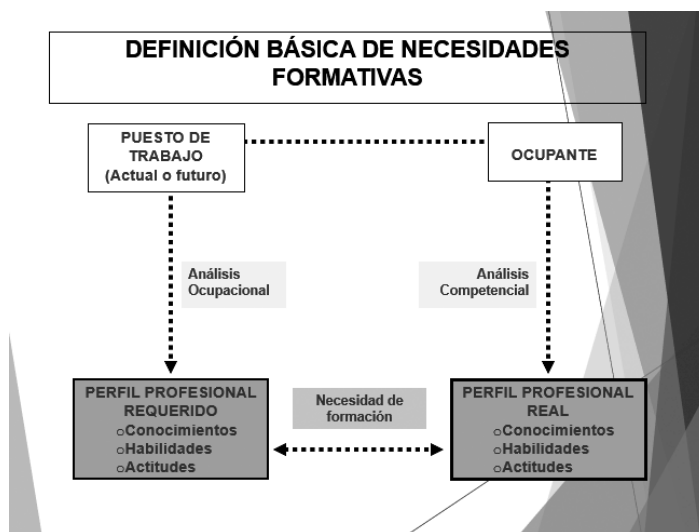 DEFINICIÓN BÁSICA DE NECESIDADES
FORMATIVAS
PUESTO DE
TRABAJO
(Actual o futuro)
OCUPANTE
Análisis
Ocupacional
Análisis
Competencial
PERFIL PROFESIONAL
REQUERIDO
oConocimientos
oHabilidades
oActitudes
Necesidad de
formación
PERFIL PROFESIONAL
REAL
oConocimientos
oHabilidades
oActitudes